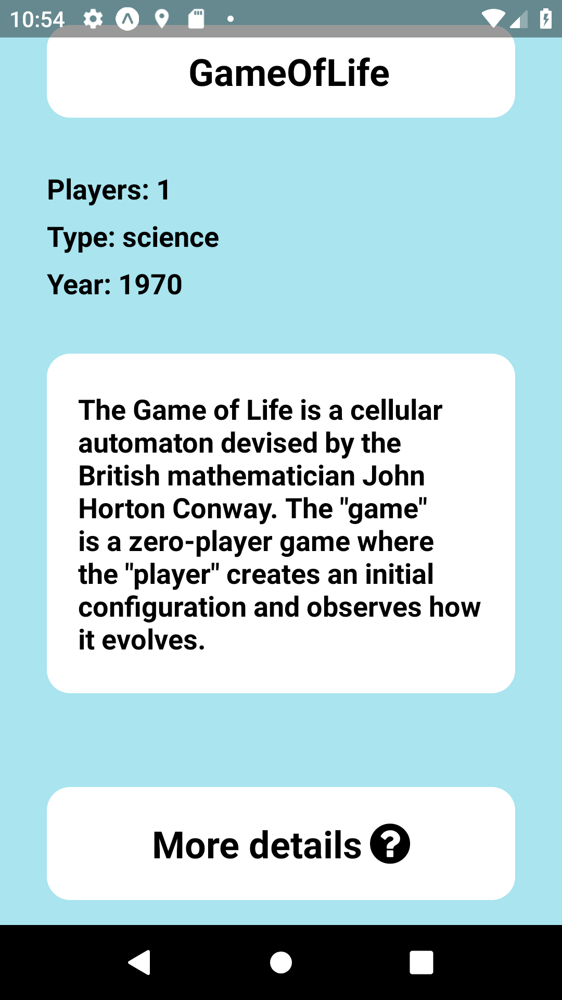 10:54
GameOfLife
Players: 1
Type: science
Year: 1970
The Game of Life is a cellular
automaton devised by the
British mathematician John
Horton Conway. The "game"
is a zero-player game where
the "player" creates an initial
configuration and observes how
it evolves.
More details